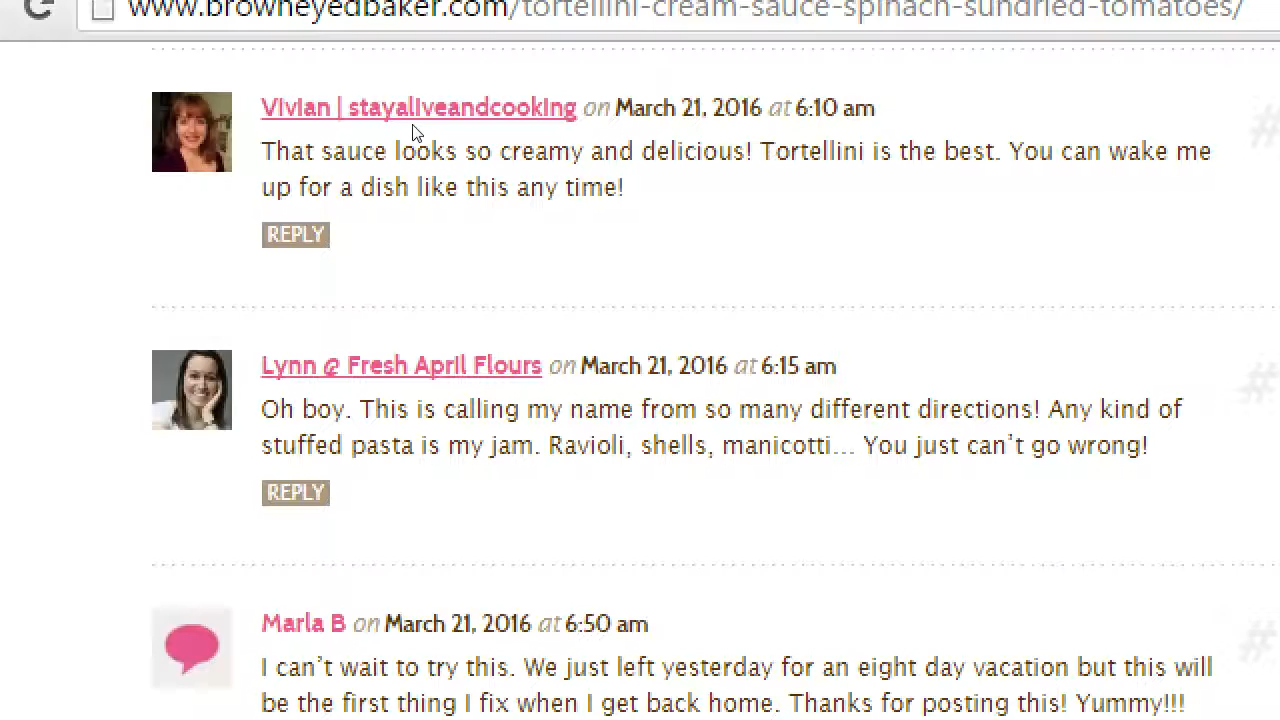 www.browneyedbaker.com/tortellini-cream-sauce-spinach-sundried-tomatoes/
Vivian | stayaliveandcooking on March 21, 2016 at 6:10 am
#
That sauce looks so creamy and delicious! Tortellini is the best. You can wake me
up for a dish like this any time!
REPLY
Lynn @ Fresh April Flours on March 21, 2016 at 6:15 am
#
Oh boy. This is calling my name from so many different directions! Any kind of
stuffed pasta is my jam. Ravioli, shells, manicotti… You just can’t go wrong!
REPLY
Marla B on March 21, 2016 at 6:50 am
#
I can’t wait to try this. We just left yesterday for an eight day vacation but this will
be the first thing I fix when I get back home. Thanks for posting this! Yummy!!!